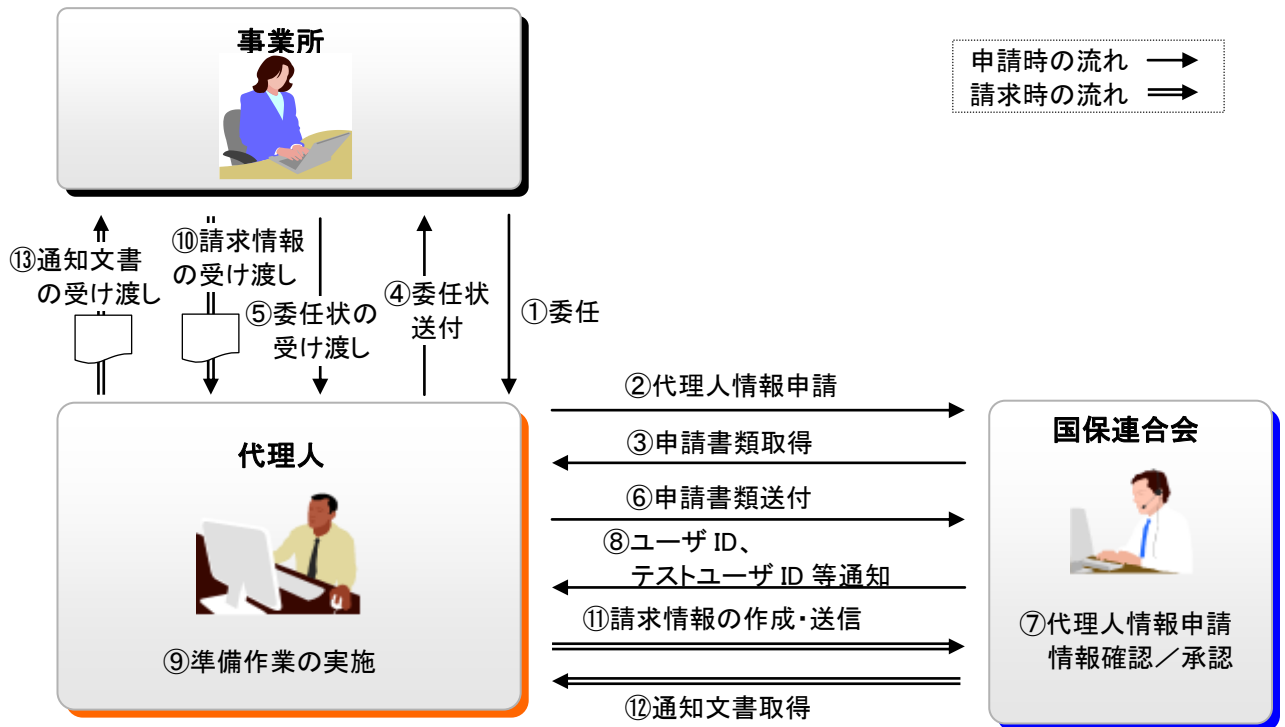 事業所
申請時の流れ
請求時の流れ
⑬通知文書
の受け渡し
⑩請求情報
の受け渡し
⑤委任状の
受け渡し
④委任状
送付
①委任
②代理人情報申請
③申請書類取得
⑥申請書類送付
⑧ユーザ ID、
テストユーザ ID 等通知
⑪請求情報の作成・送信
⑫通知文書取得
代理人
⑨準備作業の実施
国保連合会
⑦代理人情報申請
情報確認／承認